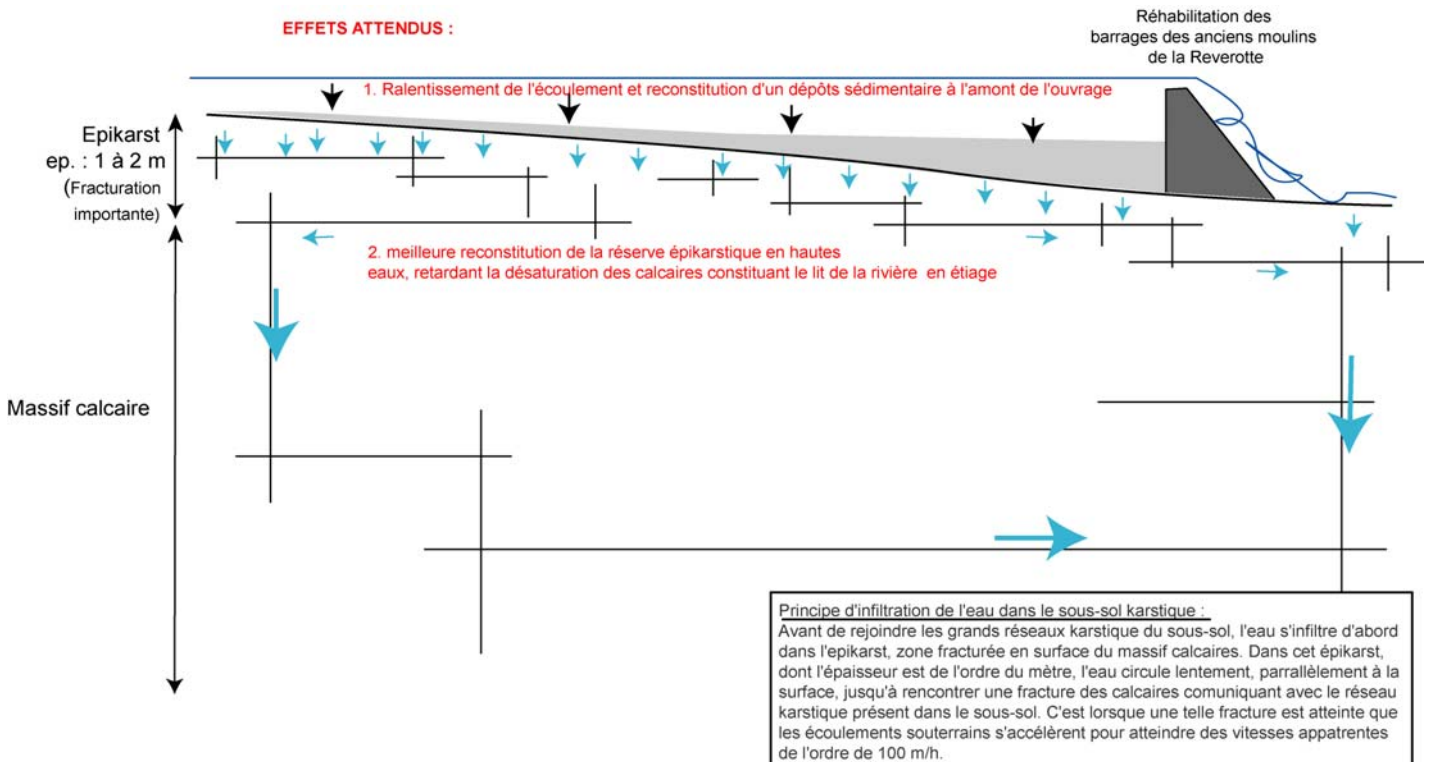 EFFETS ATTENDUS :
Réhabilitation des
barrages des anciens moulins
de la Reverotte
1. Ralentissement de l'écoulement et reconstitution d'un dépôts sédimentaire à l'amont de l'ouvrage
Epikarst
ep. : 1 à 2 m
(Fracturation
importante)
2. meilleure reconstitution de la réserve épikarstique en hautes
eaux, retardant la désaturation des calcaires constituant le lit de la rivière en étiage
Massif calcaire
Principe d'infiltration de l'eau dans le sous-sol karstique :
Avant de rejoindre les grands réseaux karstique du sous-sol, l'eau s'infiltre d'abord
dans l'epikarst, zone fracturée en surface du massif calcaires. Dans cet épikarst,
dont l'épaisseur est de l'ordre du mètre, l'eau circule lentement, parrallèlement à la
surface, jusqu'à rencontrer une fracture des calcaires comuniquant avec le réseau
karstique présent dans le sous-sol. C'est lorsque une telle fracture est atteinte que
les écoulements souterrains s'accélèrent pour atteindre des vitesses appatrentes
de l'ordre de 100 m/h.